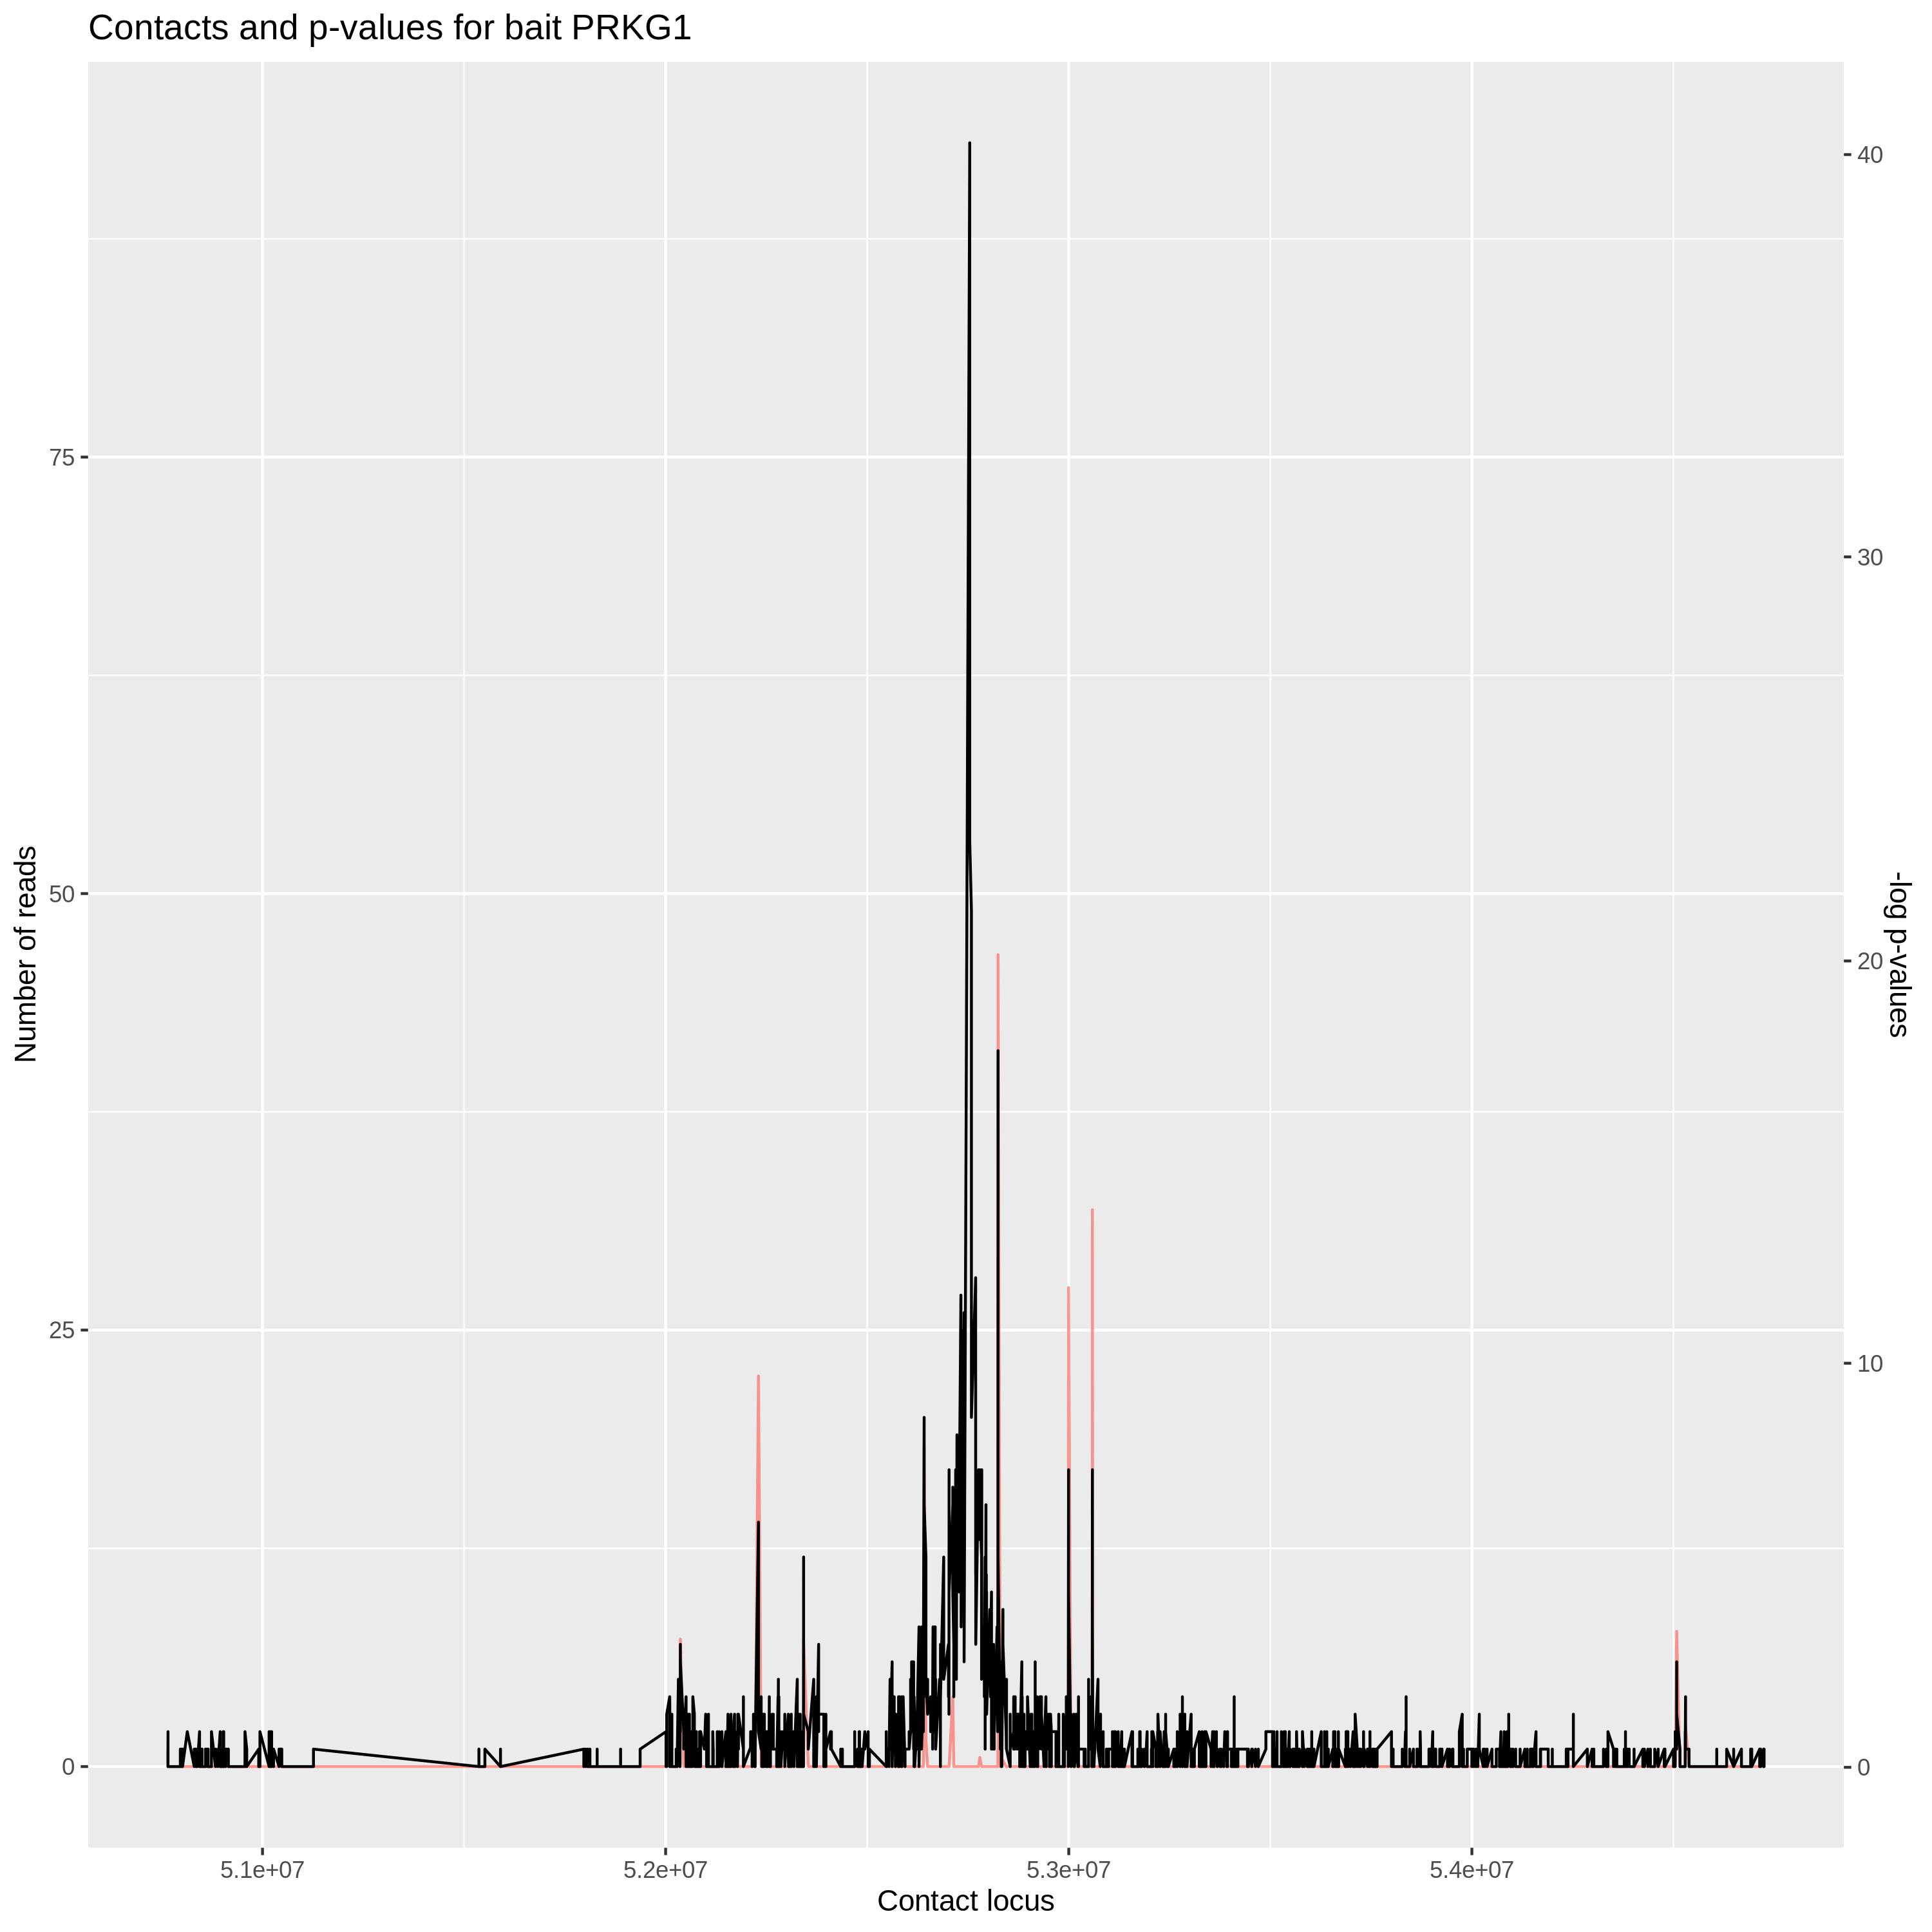 Contacts and p-values for bait PRKG1
Number of reads
75
50
25
0
40
30
20
10
0
-log p-values
5.1e+07
5.2e+07
5.3e+07
5.4e+07
Contact locus